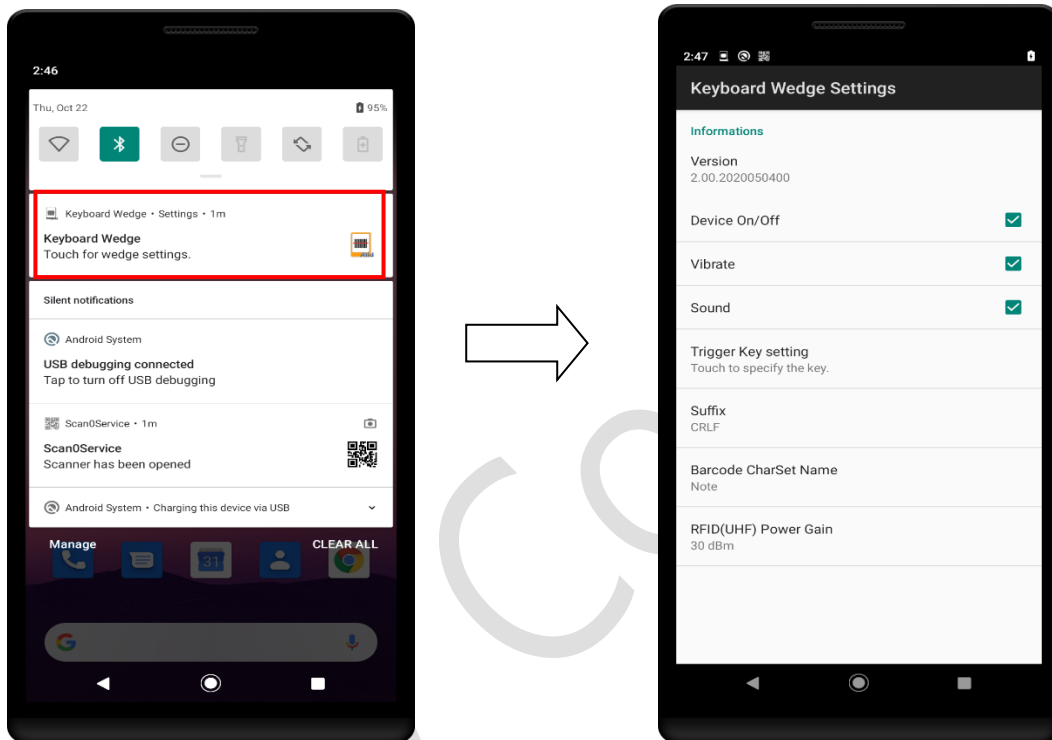 2:46
Thu, Oct 22
95%
Keyboard Wedge • Settings • 1m
Keyboard Wedge
Touch for wedge settings.
Silent notifications
Android System
USB debugging connected
Tap to turn off USB debugging
Scan0Service • 1m
Scan0Service
Scanner has been opened
Android System • Charging this device via USB
Manage
CLEAR ALL
31
2:47
Keyboard Wedge Settings
Informations
Version
2.00.2020050400
Device On/Off
Vibrate
Sound
Trigger Key setting
Touch to specify the key.
Suffix
CRLF
Barcode CharSet Name
Note
RFID(UHF) Power Gain
30 dBm